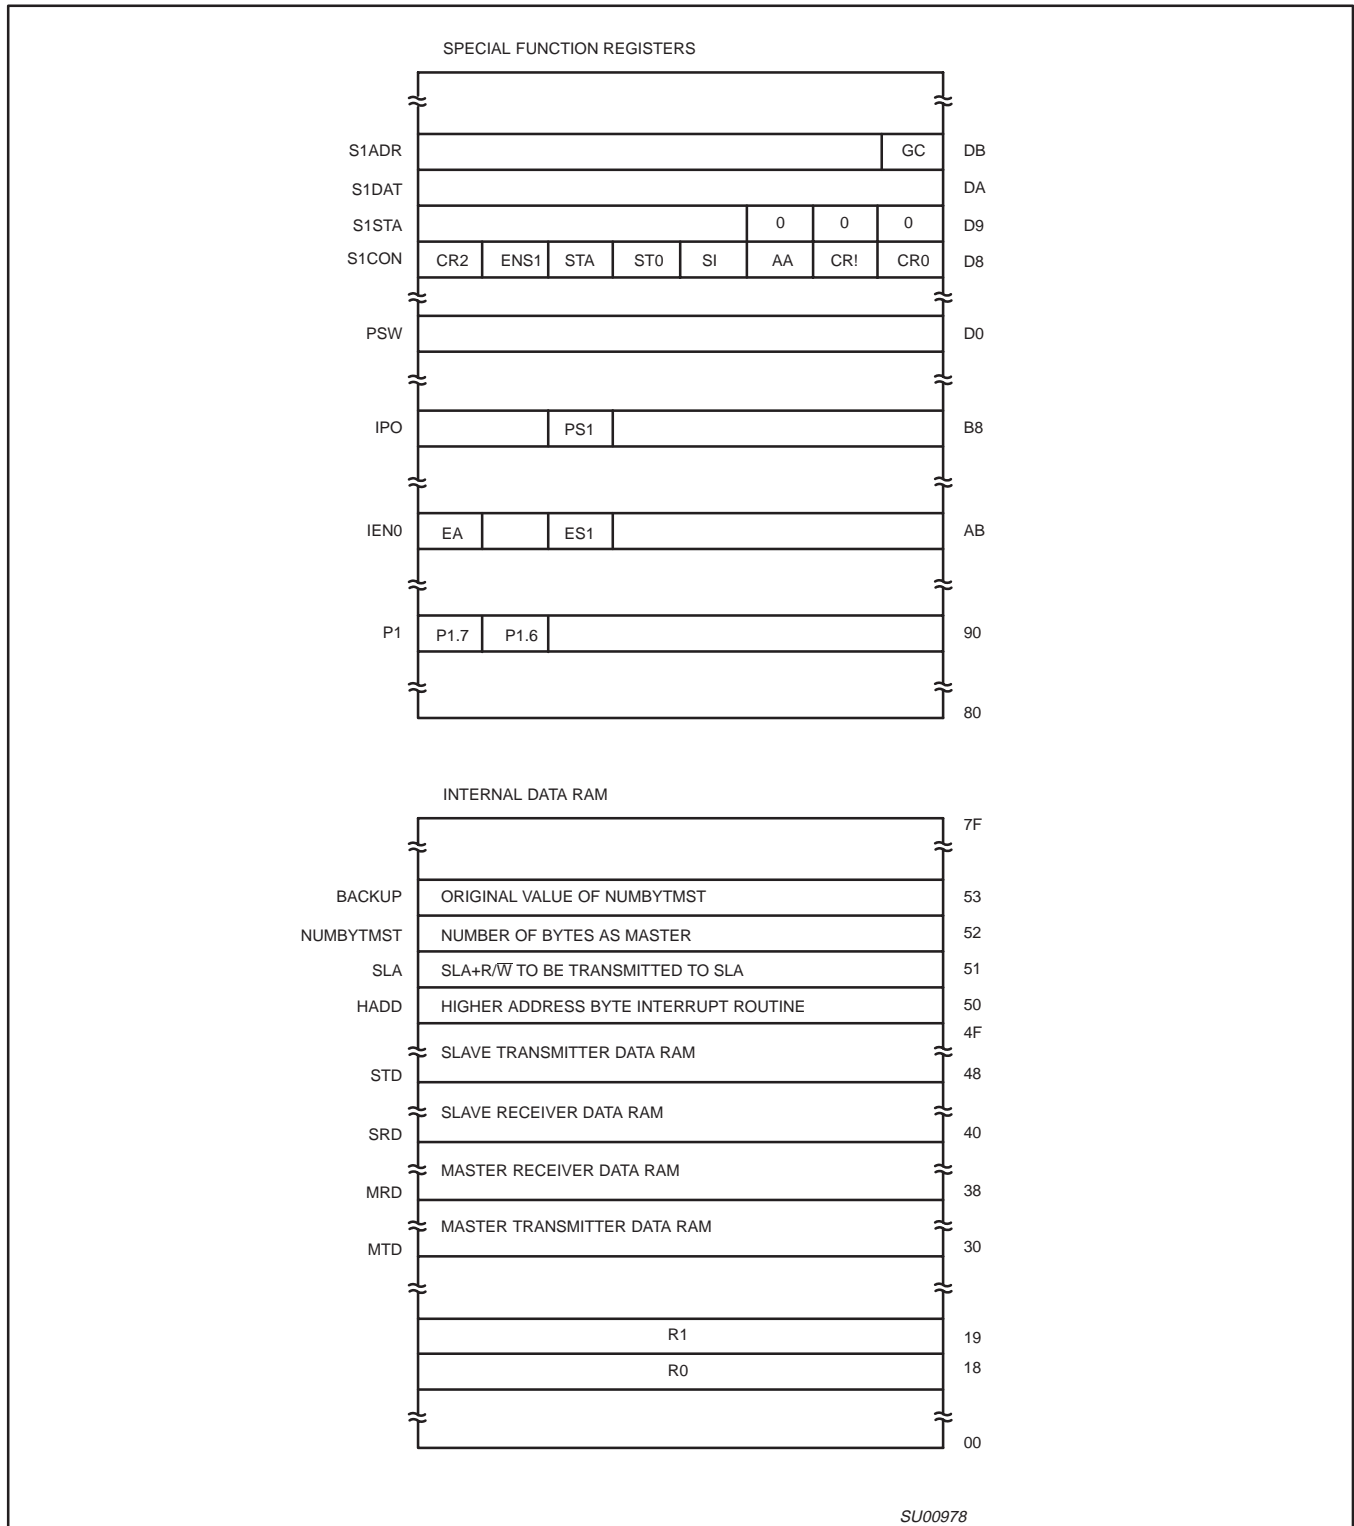 SPECIAL FUNCTION REGISTERS
S1ADR GC DB
S1DAT DA
S1STA 0 0 0 D9
S1CON CR2 ENS1 STA ST0 SI AA CR! CR0 D8
PSW D0
IPO PS1 B8
IEN0 EA ES1 AB
P1 P1.7 P1.6 90
80
INTERNAL DATA RAM
7F
BACKUP ORIGINAL VALUE OF NUMBYTMST 53
NUMBYTMST NUMBER OF BYTES AS MASTER 52
SLA SLA+R/W̅ TO BE TRANSMITTED TO SLA 51
HADD HIGHER ADDRESS BYTE INTERRUPT ROUTINE 50
4F
SLAVE TRANSMITTER DATA RAM
STD 48
SLAVE RECEIVER DATA RAM
SRD 40
MASTER RECEIVER DATA RAM
MRD 38
MASTER TRANSMITTER DATA RAM
MTD 30
R1 19
R0 18
00
SU00978